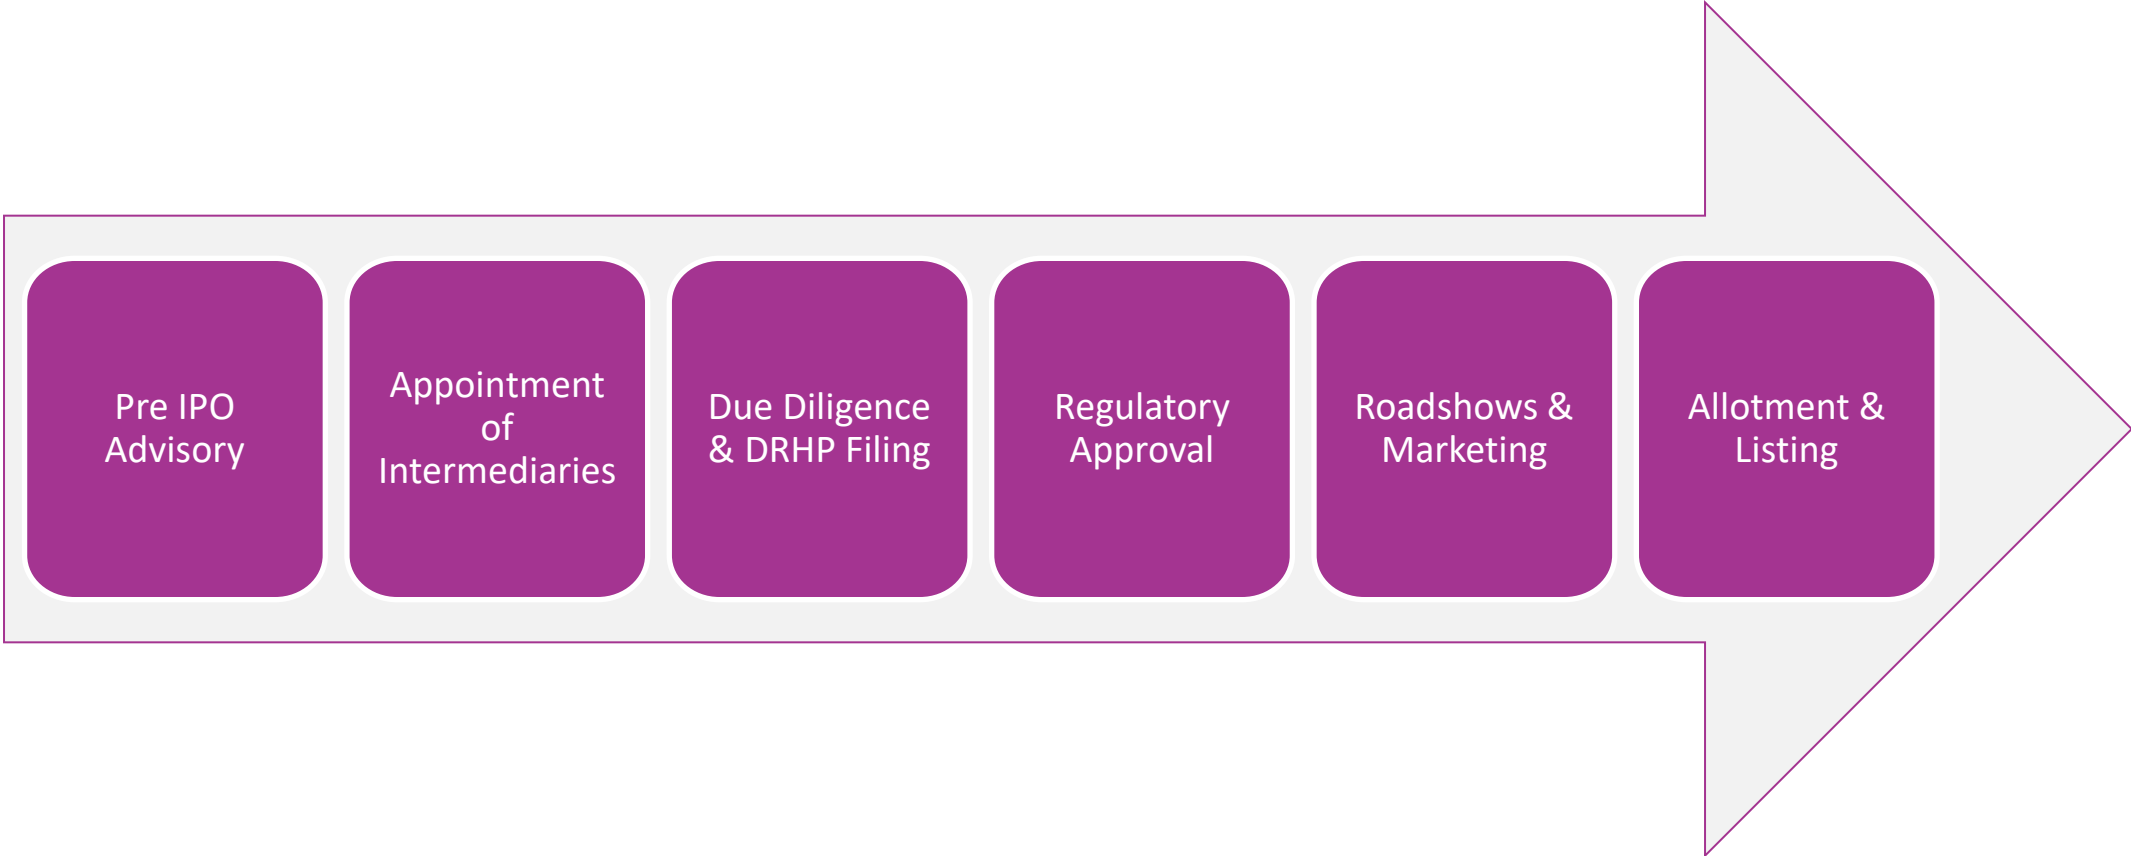 Pre IPO
Advisory
Appointment
of
Intermediaries
Due Diligence
& DRHP Filing
Regulatory
Approval
Roadshows &
Marketing
Allotment &
Listing